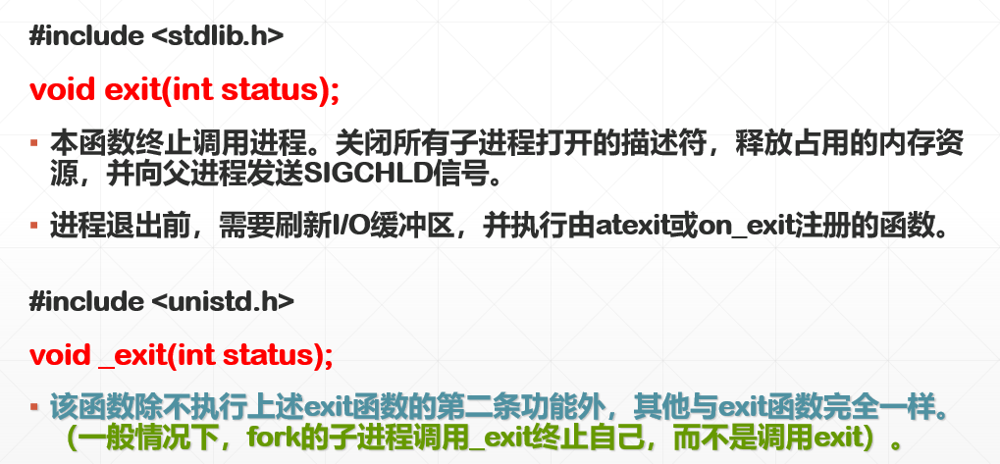 #include <stdlib.h>
void exit(int status);
▪ 本函数终止调用进程。关闭所有子进程打开的描述符，释放占用的内存资
源，并向父进程发送SIGCHLD信号。
▪ 进程退出前，需要刷新I/O缓冲区，并执行由atexit或on_exit注册的函数。
#include <unistd.h>
void _exit(int status);
▪ 该函数除不执行上述exit函数的第二条功能外，其他与exit函数完全一样。
（一般情况下，fork的子进程调用_exit终止自己，而不是调用exit）。